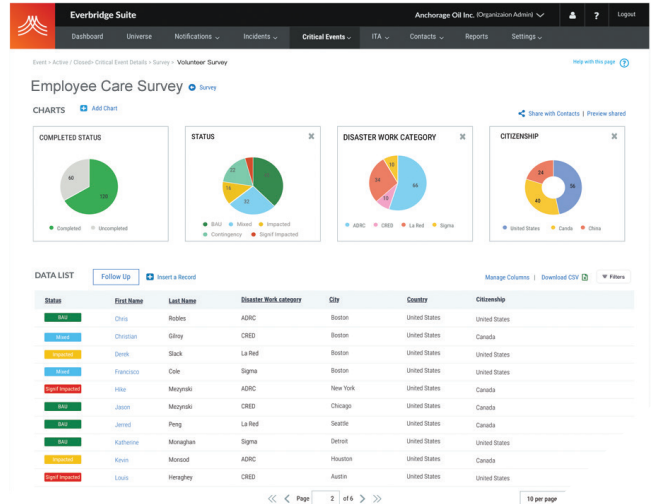 Everbridge Suite
Anchorage Oil Inc. (Organizaion Admin)
?
Logout
Dashboard Universe Notifications Incidents Critical Events ITA Contacts Reports Settings
Event > Active / Closed> Critical Event Details > Survey > Volunteer Survey
Help with this page ?
Employee Care Survey Survey
CHARTS Add Chart
Share with Contacts | Preview shared
COMPLETED STATUS
60
120
Completed Uncompleted
STATUS
22
16
32
BAU Mixed Impacted
Contingency Signif Impacted
DISASTER WORK CATEGORY
10
34
66
10
ADRC CRED La Red Sigma
CITIZENSHIP
24
36
40
United States Canda China
DATA LIST Follow Up Insert a Record
Manage Columns | Download CSV Filters
Status First Name Last Name Disaster Work category City Country Citizenship
BAU Chris Robles ADRC Boston United States United States
Mixed Christian Gilroy CRED Boston United States Canada
Impacted Derek Slack La Red Boston United States United States
Mixed Francisco Cole Sigma Boston United States United States
Signif Impacted Hike Mezynski ADRC New York United States Canada
BAU Jason Mezynski CRED Chicago United States Canada
BAU Jerred Peng La Red Seattle United States Canada
BAU Katherine Monaghan Sigma Detroit United States United States
Impacted Kevin Monsod ADRC Houston United States Canada
Signif Impacted Louis Heraghey CRED Austin United States United States
Page 2 of 6
10 per page